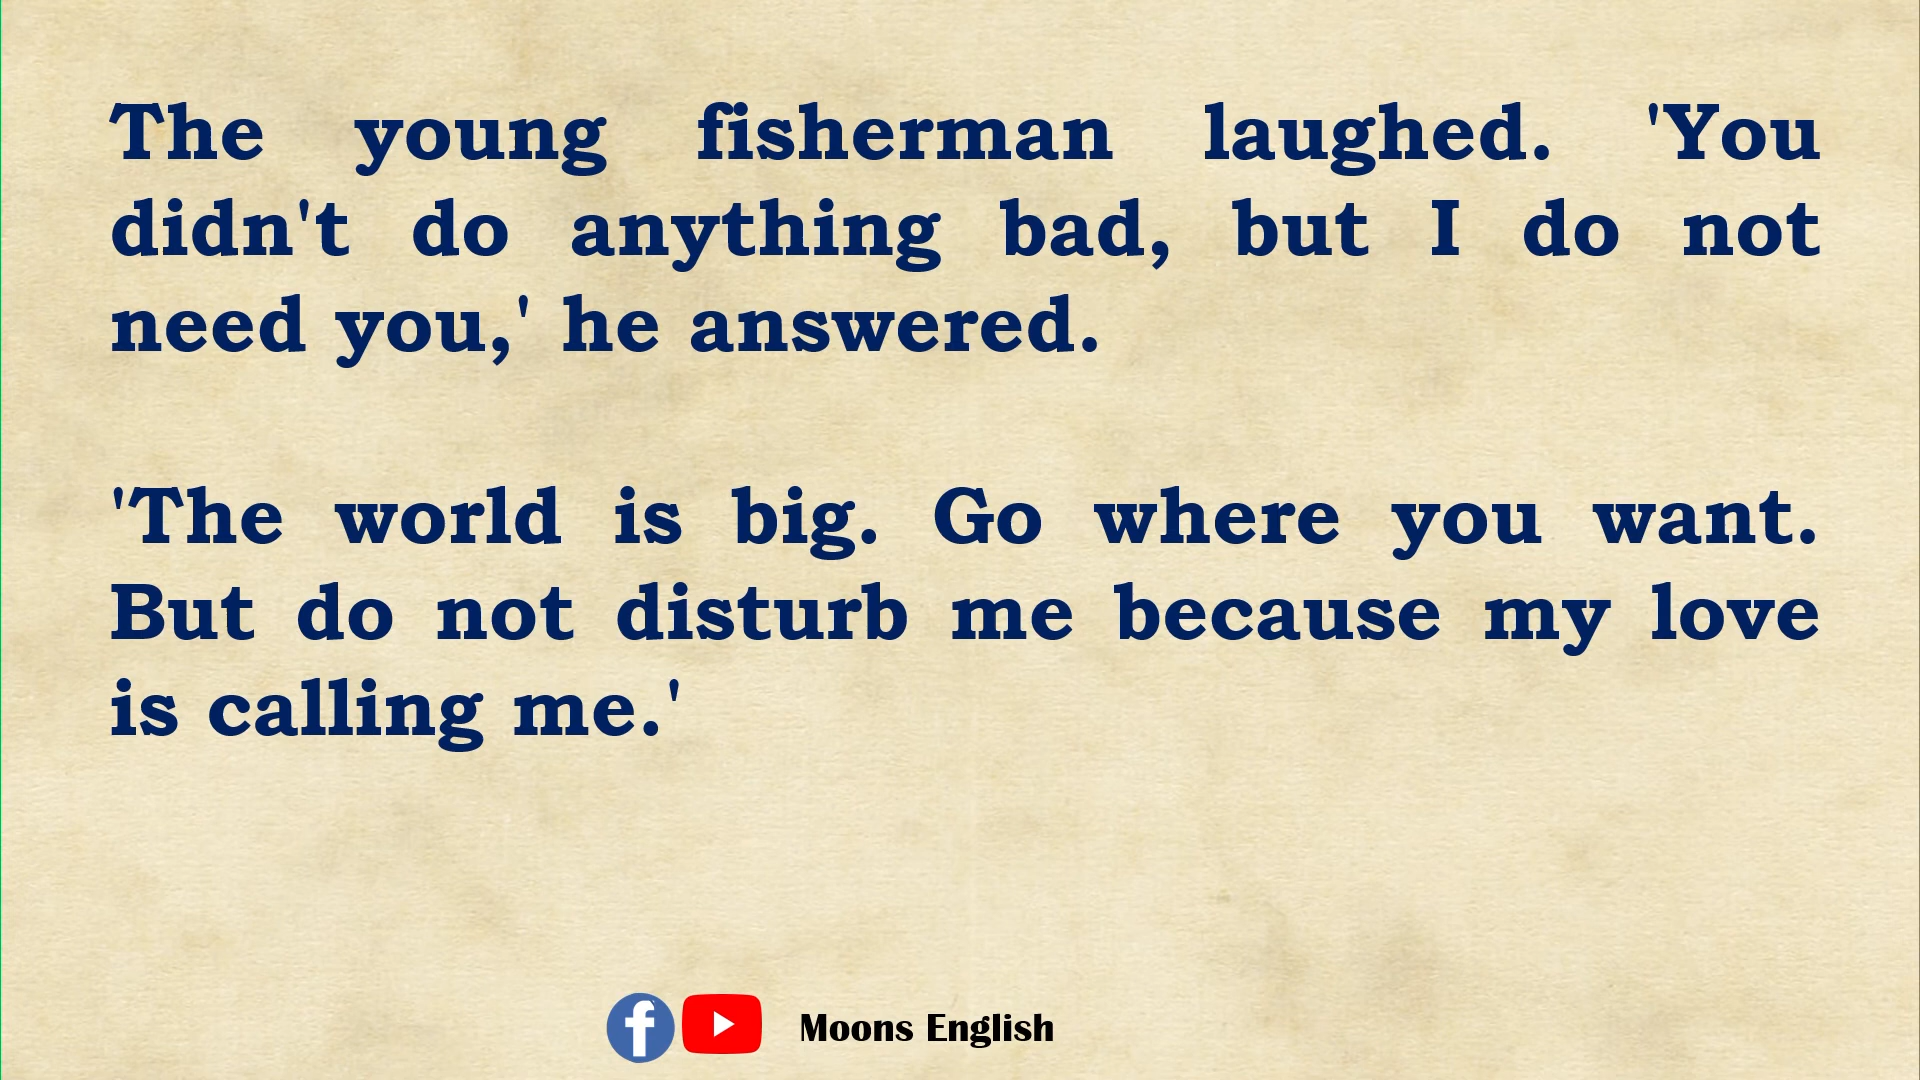 The young fisherman laughed. 'You
didn't do anything bad, but I do not
need you,' he answered.
'The world is big. Go where you want.
But do not disturb me because my love
is calling me.'
Moons English